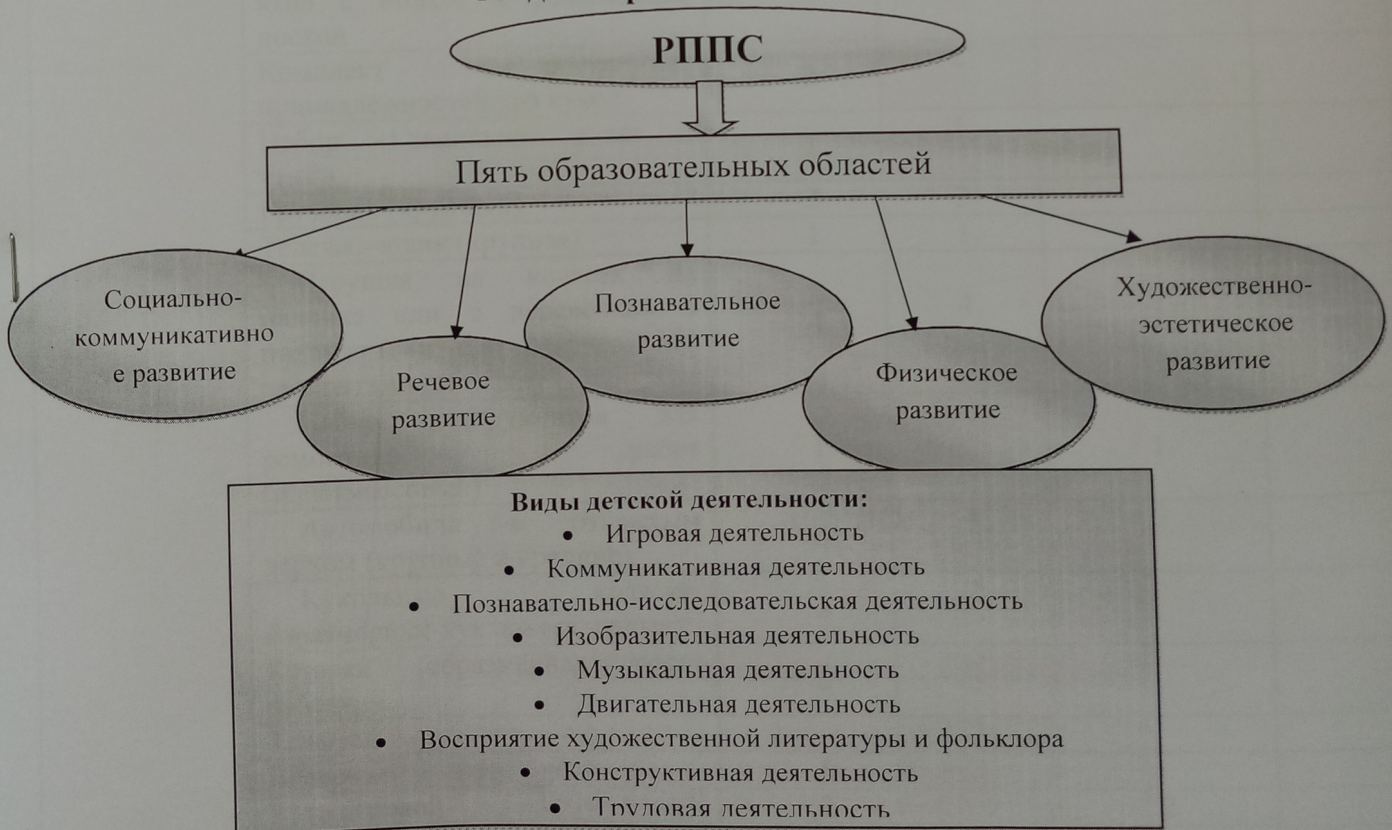 РППС
Пять образовательных областей
Социально-
коммуникативно
е развитие
Речевое
развитие
Познавательное
развитие
Физическое
развитие
Художественно-
эстетическое
развитие
Виды детской деятельности:
• Игровая деятельность
• Коммуникативная деятельность
• Познавательно-исследовательская деятельность
• Изобразительная деятельность
• Музыкальная деятельность
• Двигательная деятельность
• Восприятие художественной литературы и фольклора
• Конструктивная деятельность
• Трудовая деятельность